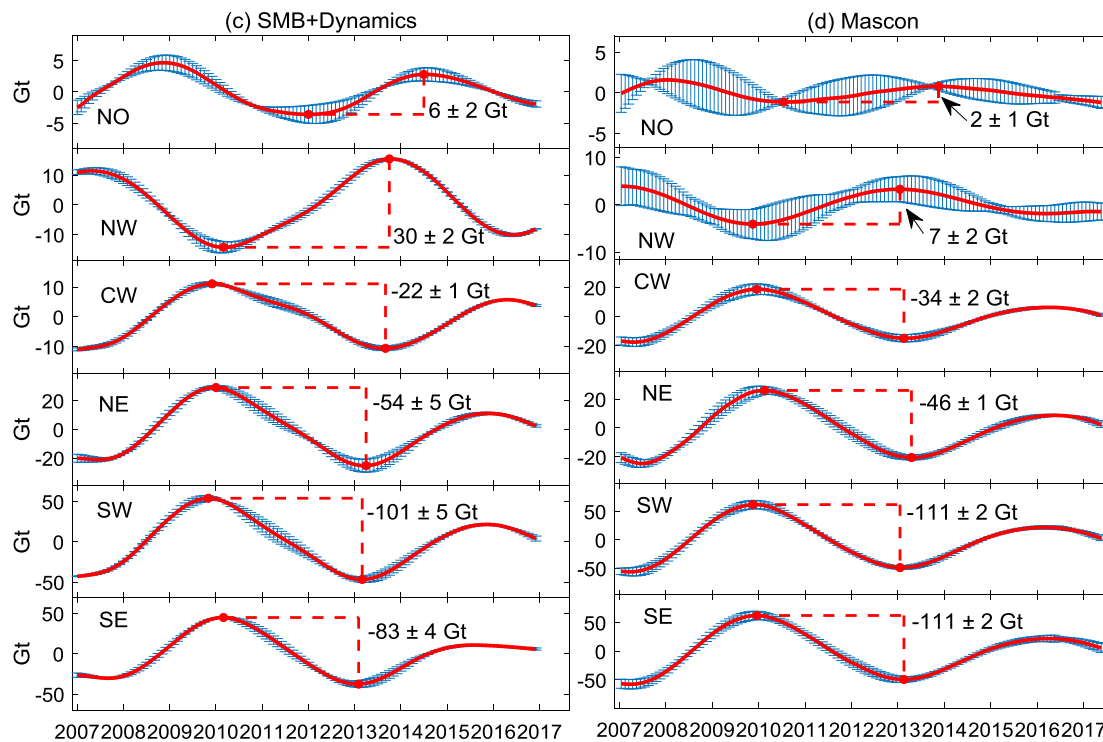 (c) SMB+Dynamics
5
0
-5
Gt
NO
6 ± 2 Gt
10
0
-10
NW
30 ± 2 Gt
10
0
-10
Gt
CW
-22 ± 1 Gt
20
0
-20
Gt
NE
-54 ± 5 Gt
50
0
-50
SW
-101 ± 5 Gt
50
0
-50
Gt
SE
-83 ± 4 Gt
2007 2008 2009 2010 2011 2012 2013 2014 2015 2016 2017
(d) Mascon
5
0
-5
NO
2 ± 1 Gt
10
0
-10
NW
7 ± 2 Gt
20
0
-20
CW
-34 ± 2 Gt
20
0
-20
NE
-46 ± 1 Gt
50
0
-50
SW
-111 ± 2 Gt
50
0
-50
SE
-111 ± 2 Gt
2007 2008 2009 2010 2011 2012 2013 2014 2015 2016 2017